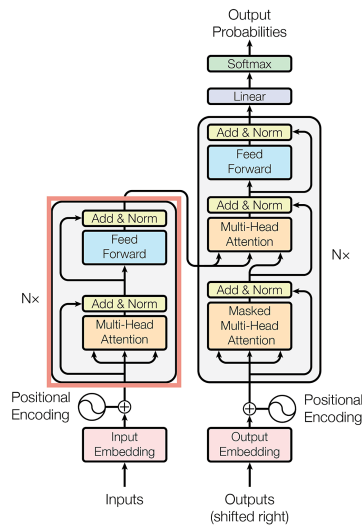 Output
Probabilities
Softmax
Linear
Add & Norm
Feed
Forward
Add & Norm
Multi-Head
Attention
Add & Norm
Masked
Multi-Head
Attention
N×
Add & Norm
Feed
Forward
Add & Norm
Multi-Head
Attention
N×
Positional
Encoding
Positional
Encoding
Input
Embedding
Output
Embedding
Inputs
Outputs
(shifted right)